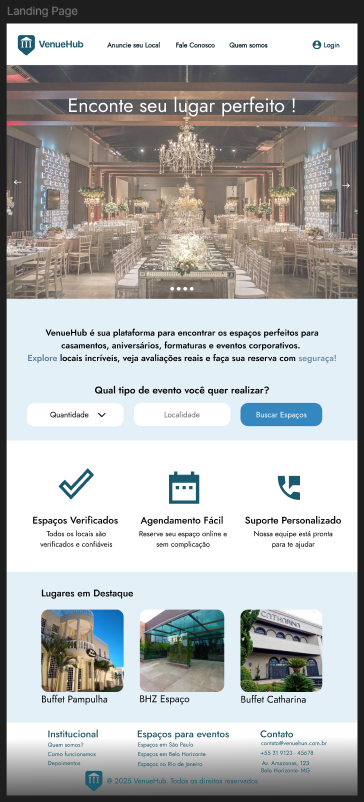 Landing Page
VenueHub
Anuncie seu Local
Fale Conosco
Quem somos?
Login
Enconte seu lugar perfeito !
VenueHub é sua plataforma para encontrar os espaços perfeitos para
casamentos, aniversários, formaturas e eventos corporativos.
Explore locais incríveis, veja avaliações reais e faça sua reserva com seguraça!
Qual tipo de evento você quer realizar?
Quantidade
Localidade
Buscar Espaços
Espaços Verificados
Todos os locais são
verificados e confiáveis
Agendamento Fácil
Reserve seu espaço online e
sem complicação
Suporte Personalizado
Nossa equipe está pronta
para te ajudar
Lugares em Destaque
CATHARINA
Buffet Pampulha
BHZ Espaço
Buffet Catharina
Institucional
Quem somos?
Como funcionamos
Depoimentos
Espaços para eventos
Espaços em São Paulo
Espaços em Belo Horizonte
Espaços no Rio de janeiro
Contato
contato@venuehun.com.br
+55 31 9123 - 45678
Av. Amazonas, 123
Belo Horizonte MG
@ 2025 VenueHub. Todos os direitos reservados